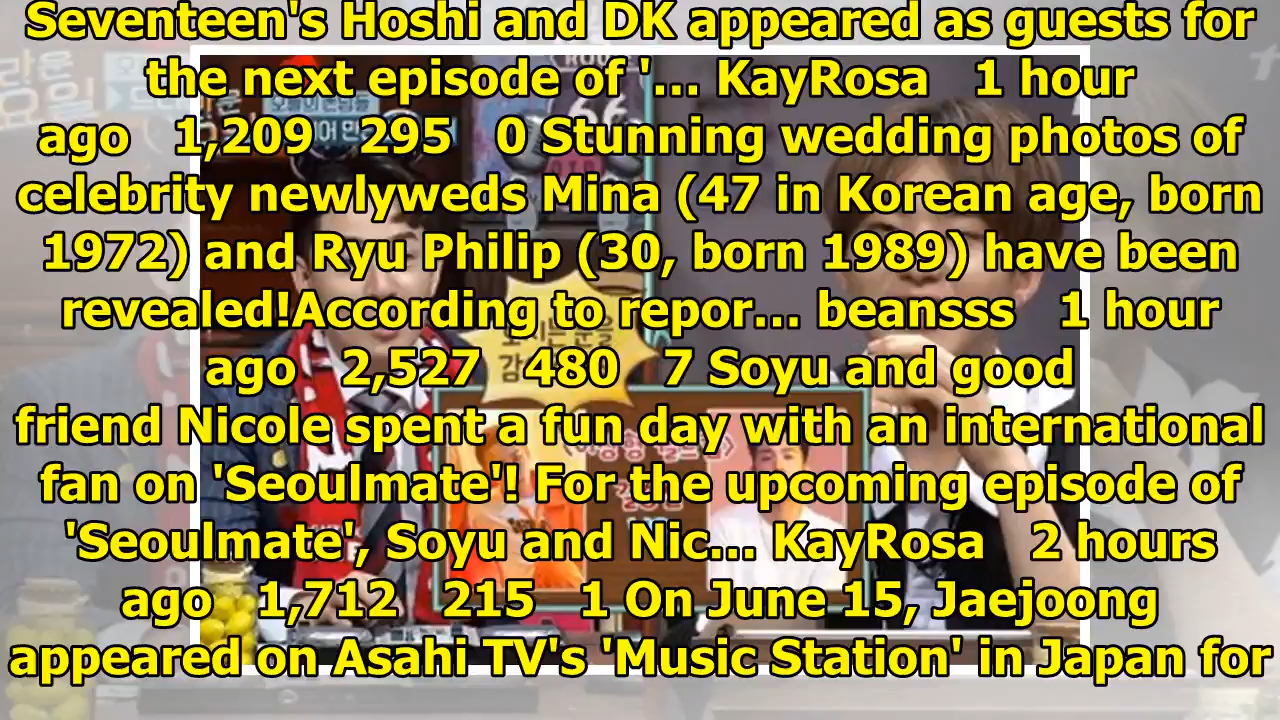 Seventeen's Hoshi and DK appeared as guests for
the next episode of '... KayRosa 1 hour
ago 1,209 295 0 Stunning wedding photos of
celebrity newlyweds Mina (47 in Korean age, born
1972) and Ryu Philip (30, born 1989) have been
revealed!According to repor... beansss 1 hour
ago 2,527 480 7 Soyu and good
friend Nicole spent a fun day with an international
fan on 'Seoulmate'! For the upcoming episode of
'Seoulmate', Soyu and Nic... KayRosa 2 hours
ago 1,712 215 1 On June 15, Jaejoong
appeared on Asahi TV's 'Music Station' in Japan for